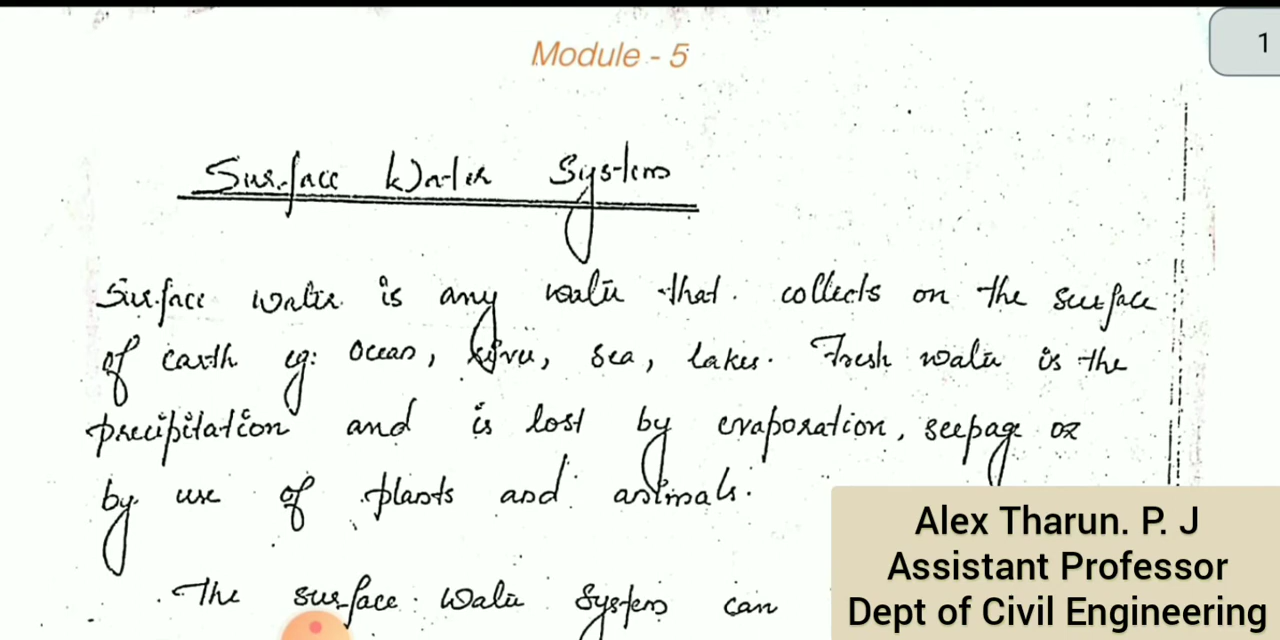 Module - 5
1
Surface Water System
Surface water is any water that collects on the surface
of earth eg: Ocean, River, sea, lakes. Fresh water is the
precipitation and is lost by evaporation, seepage or
by use of plants and animals.
The surface water system can
Alex Tharun. P. J
Assistant Professor
Dept of Civil Engineering